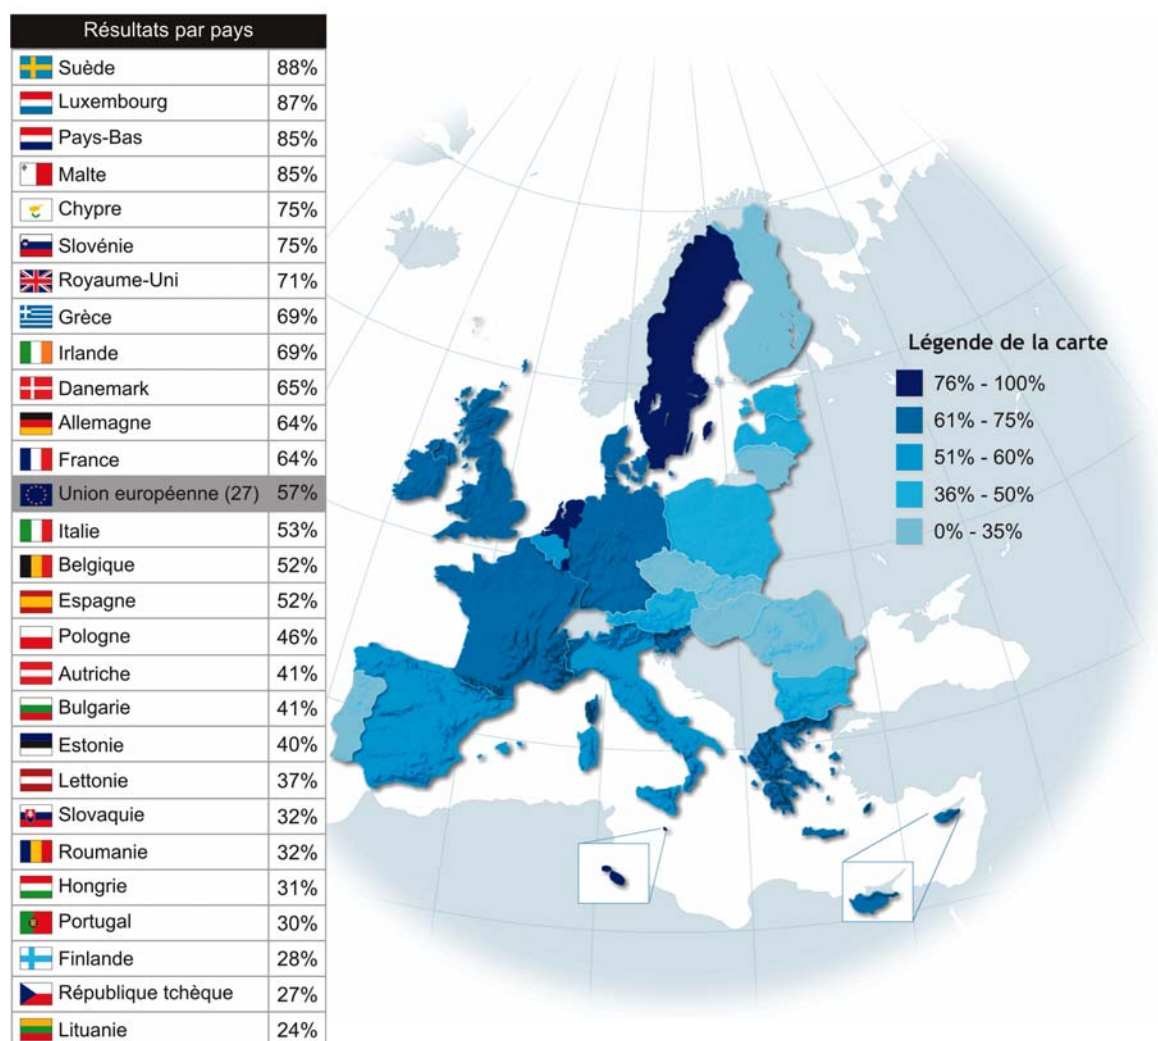 Résultats par pays
Suède 88%
Luxembourg 87%
Pays-Bas 85%
Malte 85%
Chypre 75%
Slovénie 75%
Royaume-Uni 71%
Grèce 69%
Irlande 69%
Danemark 65%
Allemagne 64%
France 64%
Union européenne (27) 57%
Italie 53%
Belgique 52%
Espagne 52%
Pologne 46%
Autriche 41%
Bulgarie 41%
Estonie 40%
Lettonie 37%
Slovaquie 32%
Roumanie 32%
Hongrie 31%
Portugal 30%
Finlande 28%
République tchèque 27%
Lituanie 24%
Légende de la carte
76% - 100%
61% - 75%
51% - 60%
36% - 50%
0% - 35%